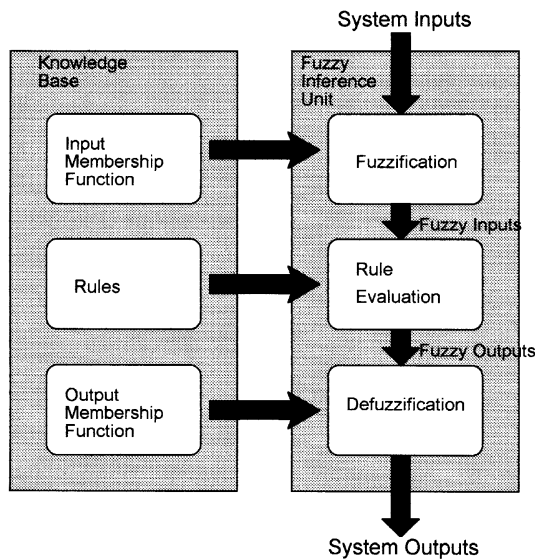 System Inputs
Knowledge
Base
Fuzzy
Inference
Unit
Input
Membership
Function
Fuzzification
Fuzzy Inputs
Rules
Rule
Evaluation
Fuzzy Outputs
Output
Membership
Function
Defuzzification
System Outputs